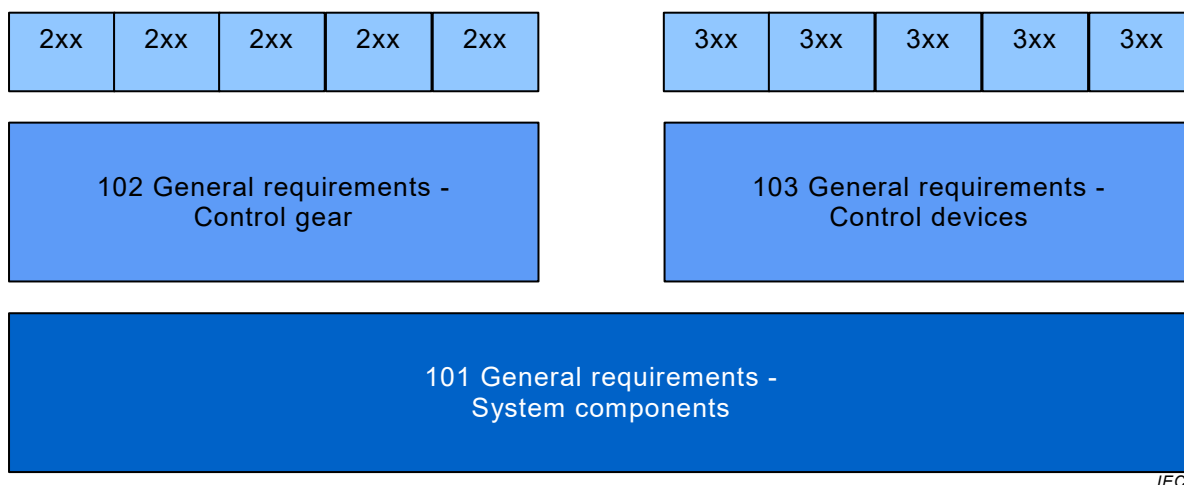 2xx 2xx 2xx 2xx 2xx 3xx 3xx 3xx 3xx 3xx
102 General requirements -
Control gear
103 General requirements -
Control devices
101 General requirements -
System components
IEC